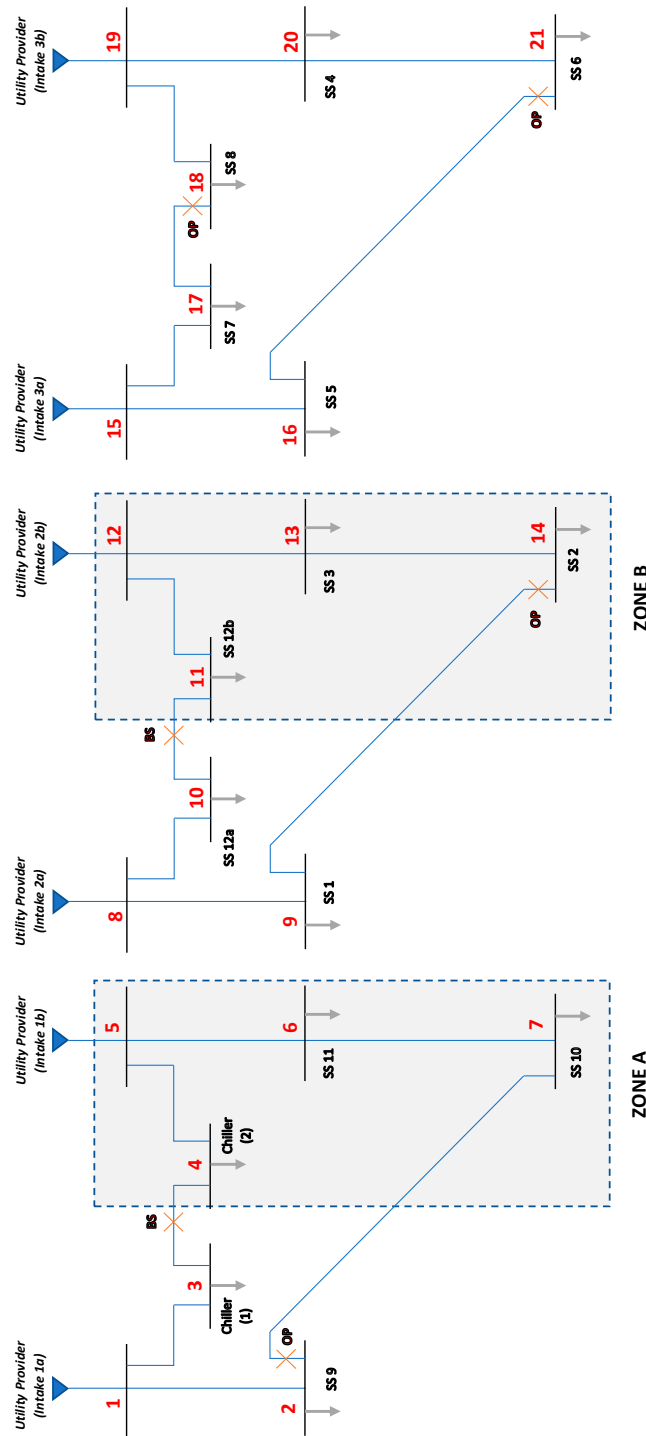 Utility Provider
(Intake 1a)
Utility Provider
(Intake 1b)
Utility Provider
(Intake 2a)
Utility Provider
(Intake 2b)
Utility Provider
(Intake 3a)
Utility Provider
(Intake 3b)
1
5
8
12
15
19
BS
BS
3
4
10
11
17
18
OP
Chiller
(1)
Chiller
(2)
SS 12a
SS 12b
SS 7
SS 8
OP
2
SS 9
6
SS 11
9
SS 1
13
SS 3
16
SS 5
20
SS 4
7
SS 10
OP
14
SS 2
OP
21
SS 6
ZONE A
ZONE B